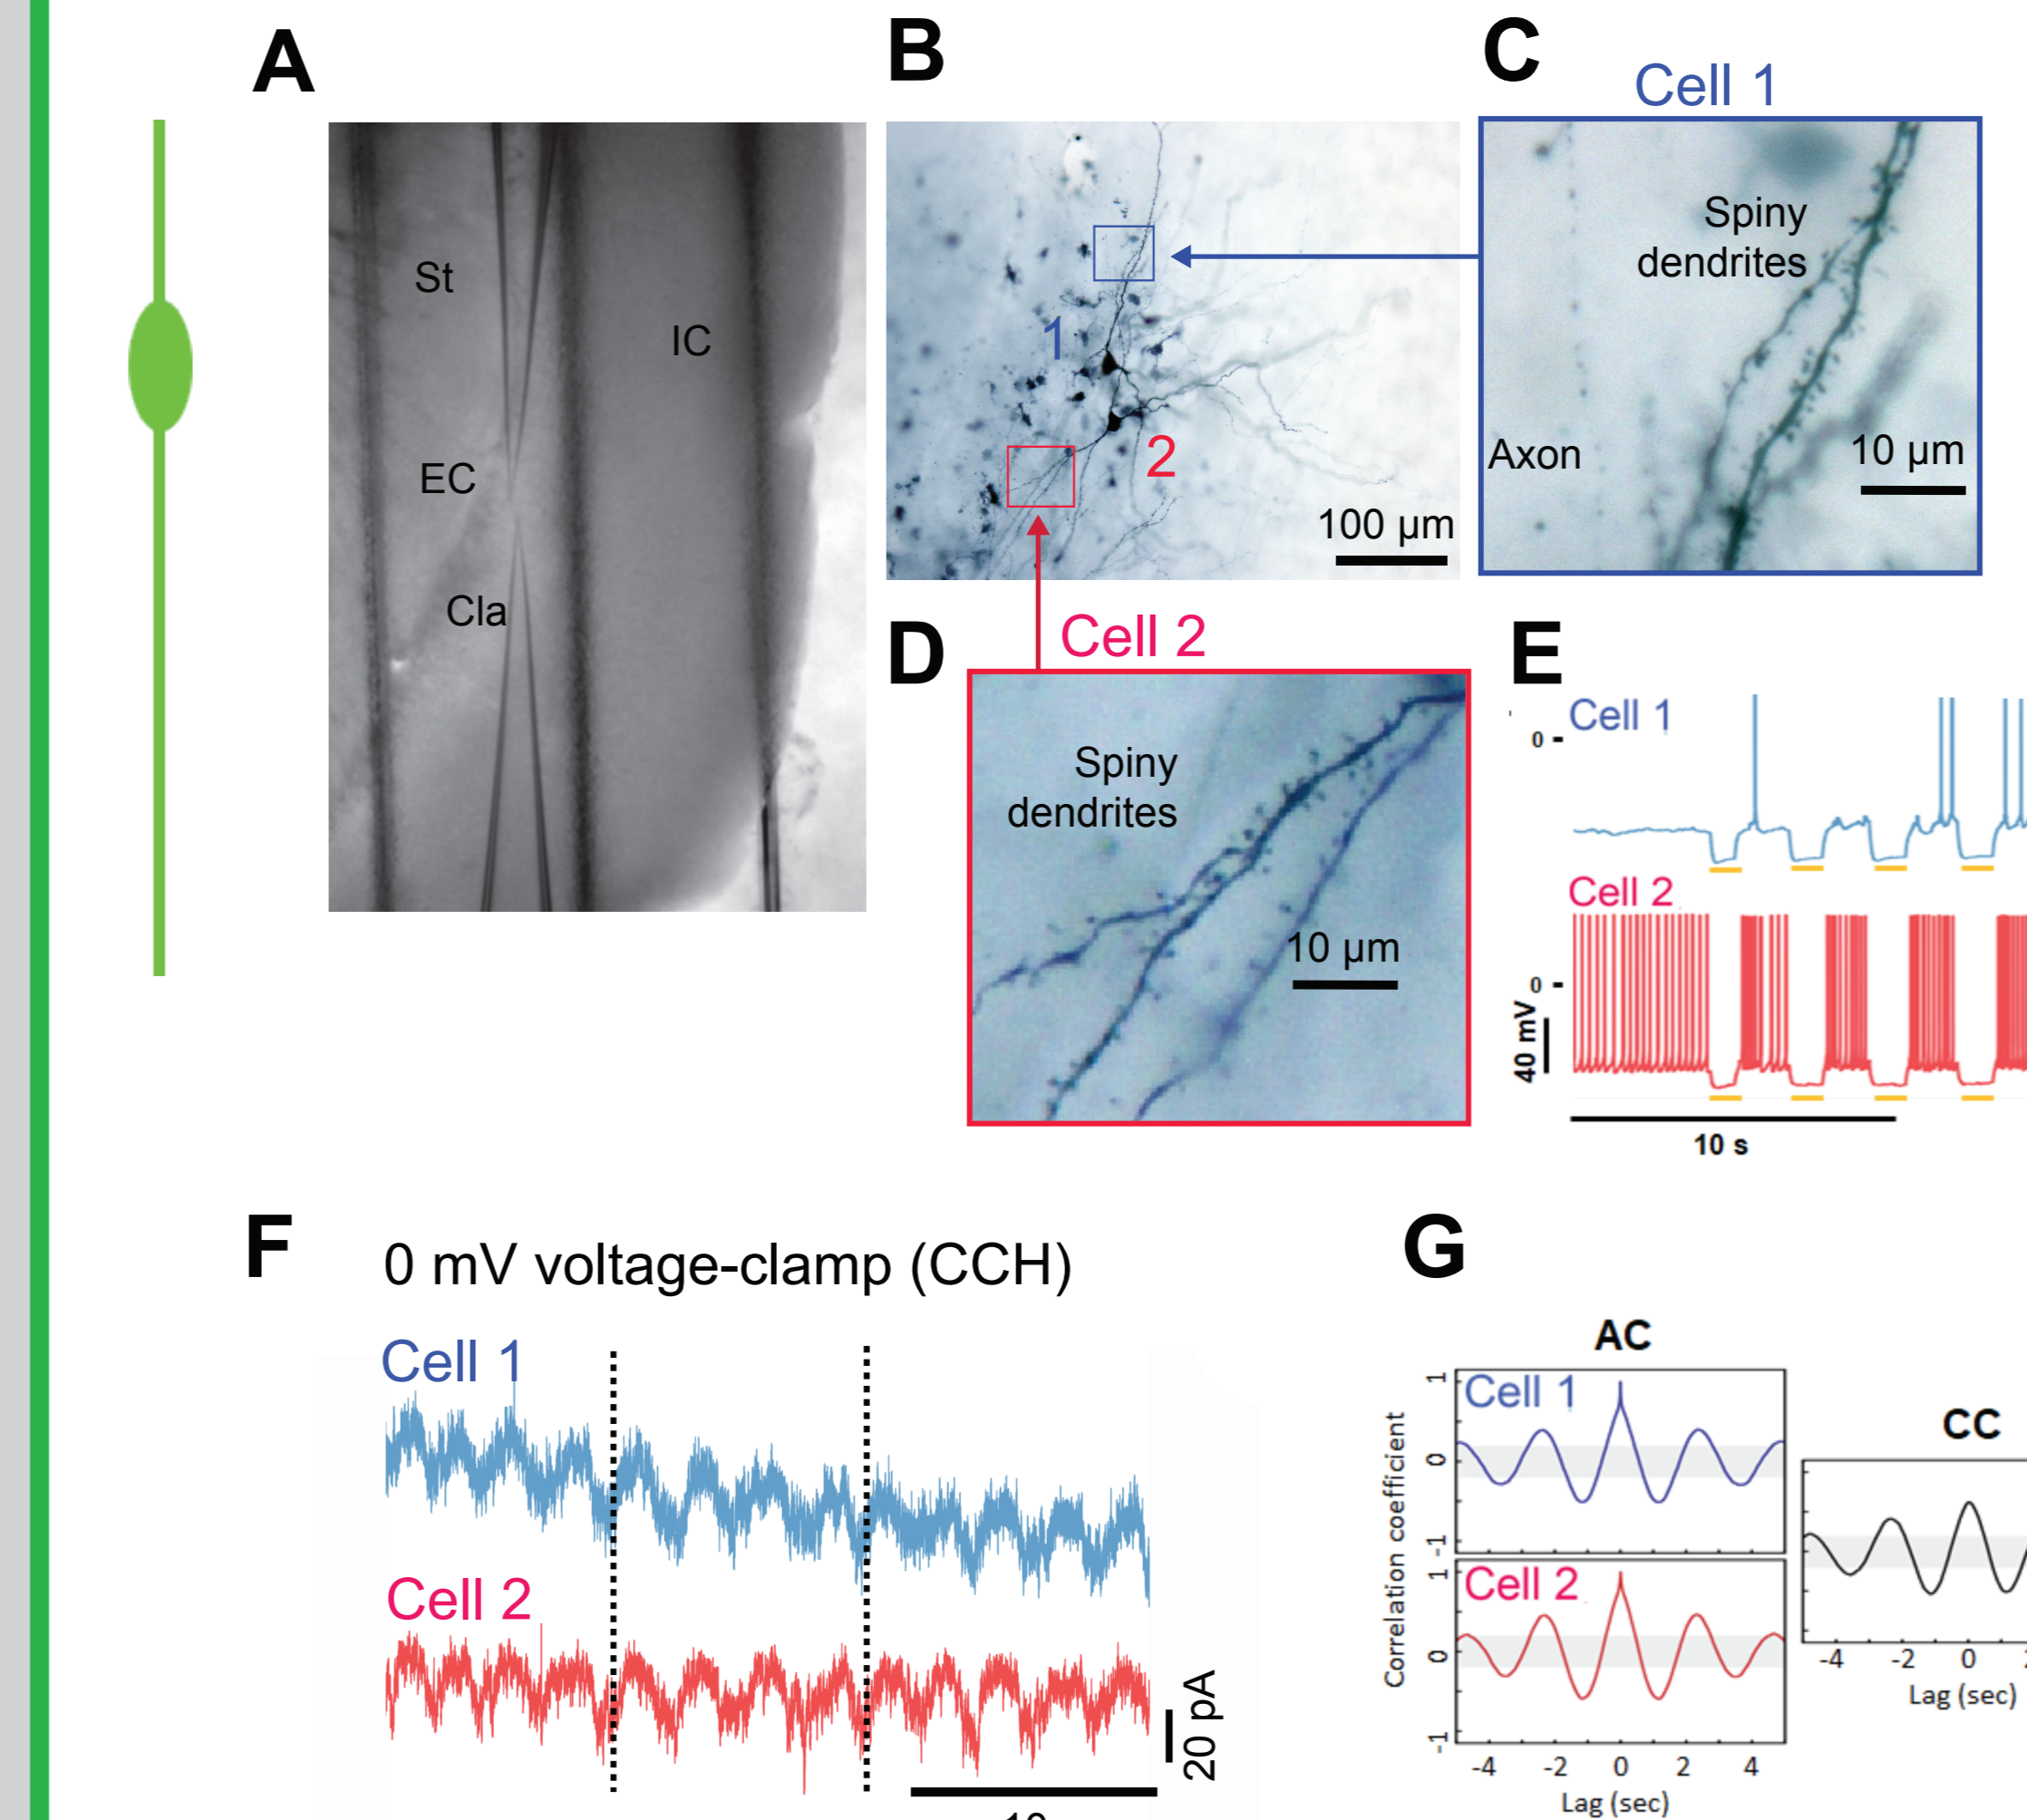 A
St
IC
EC
Cla
B
1
2
100 µm
C
Cell 1
Spiny
dendrites
Axon
10 µm
D
Cell 2
Spiny
dendrites
10 µm
E
Cell 1
0
Cell 2
0
40 mV
10 s
F
0 mV voltage-clamp (CCH)
Cell 1
Cell 2
20 pA
G
AC
Correlation coefficient
Cell 1
1
0
-1
Cell 2
1
0
-1
-4 -2 0 2 4
Lag (sec)
CC
-4 -2 0
Lag (sec)